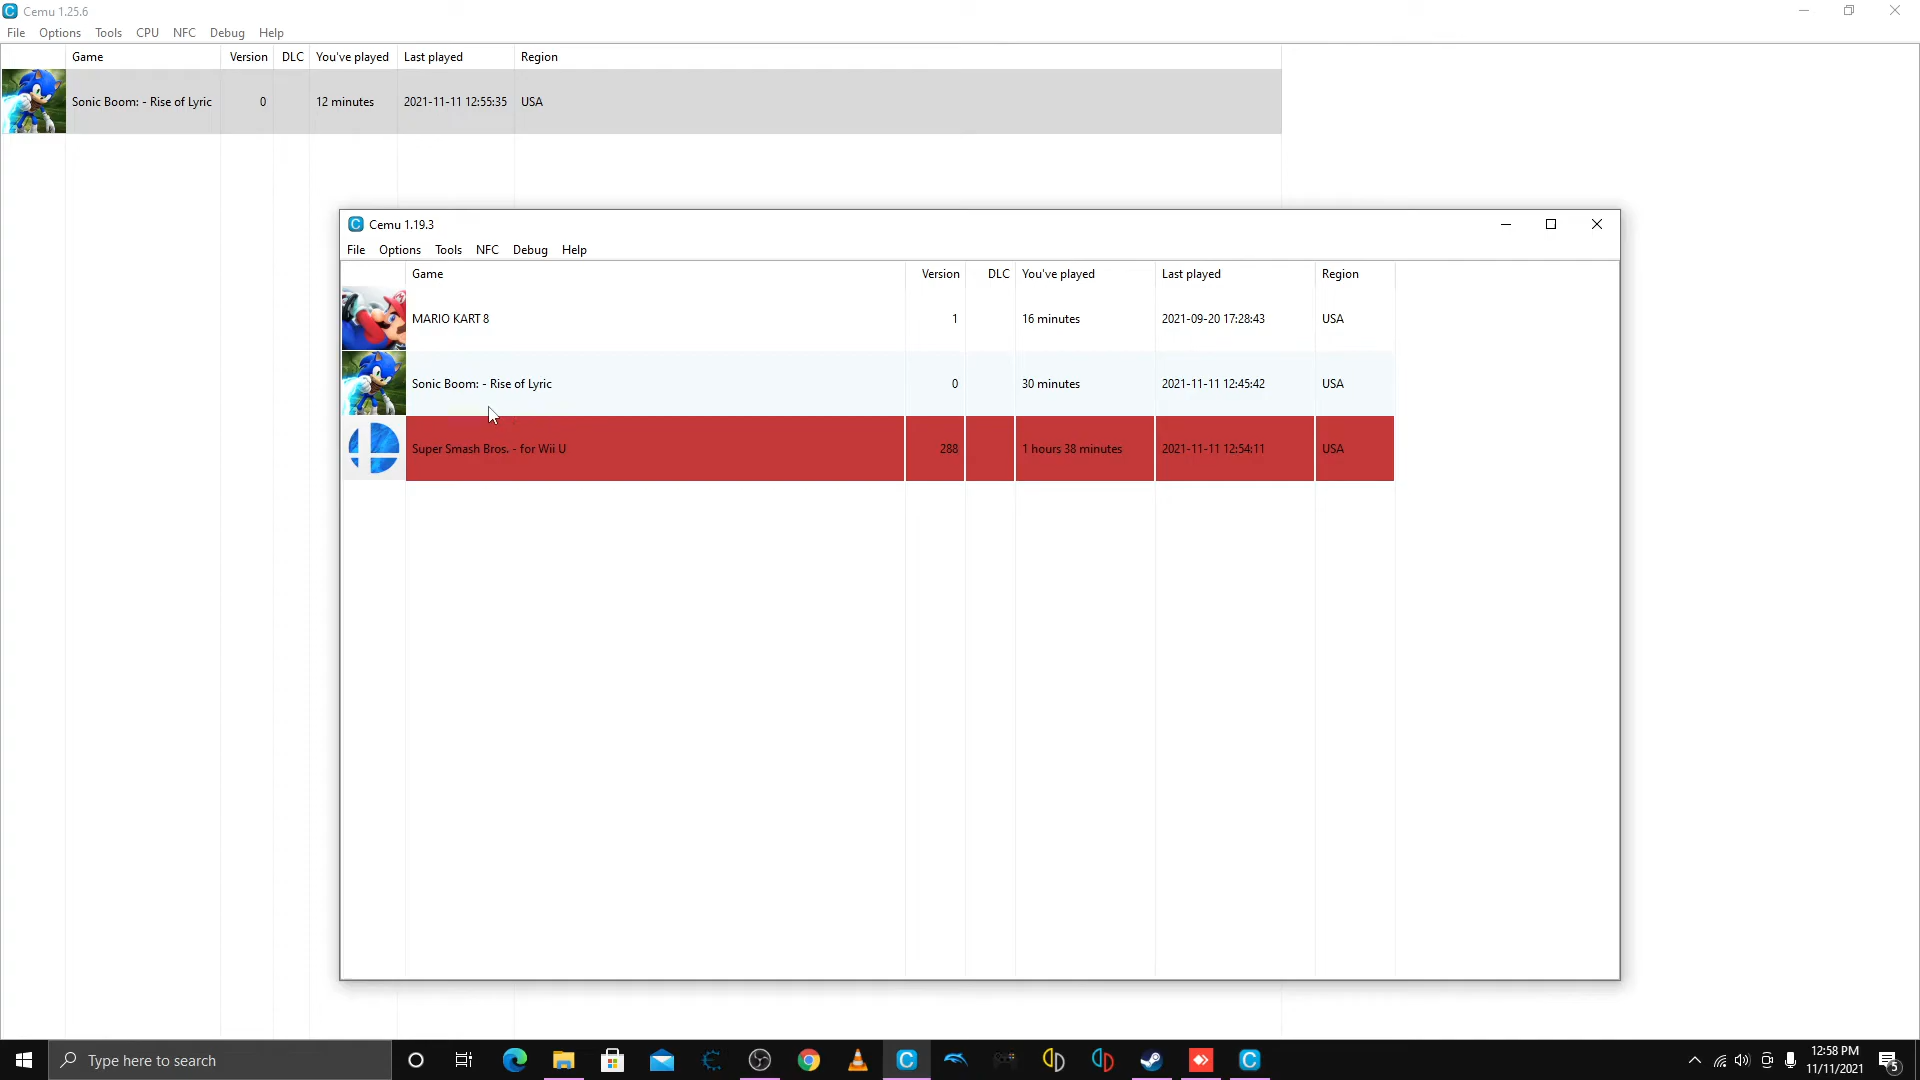 Cemu 1.25.6
File Options Tools CPU NFC Debug Help
Game Version DLC You've played Last played Region
Sonic Boom: - Rise of Lyric 0 12 minutes 2021-11-11 12:55:35 USA
Cemu 1.19.3
File Options Tools NFC Debug Help
Game Version DLC You've played Last played Region
MARIO KART 8 1 16 minutes 2021-09-20 17:28:43 USA
Sonic Boom: - Rise of Lyric 0 30 minutes 2021-11-11 12:45:42 USA
Super Smash Bros. - for Wii U 288 1 hours 38 minutes 2021-11-11 12:54:11 USA
Type here to search
12:58 PM
11/11/2021
5